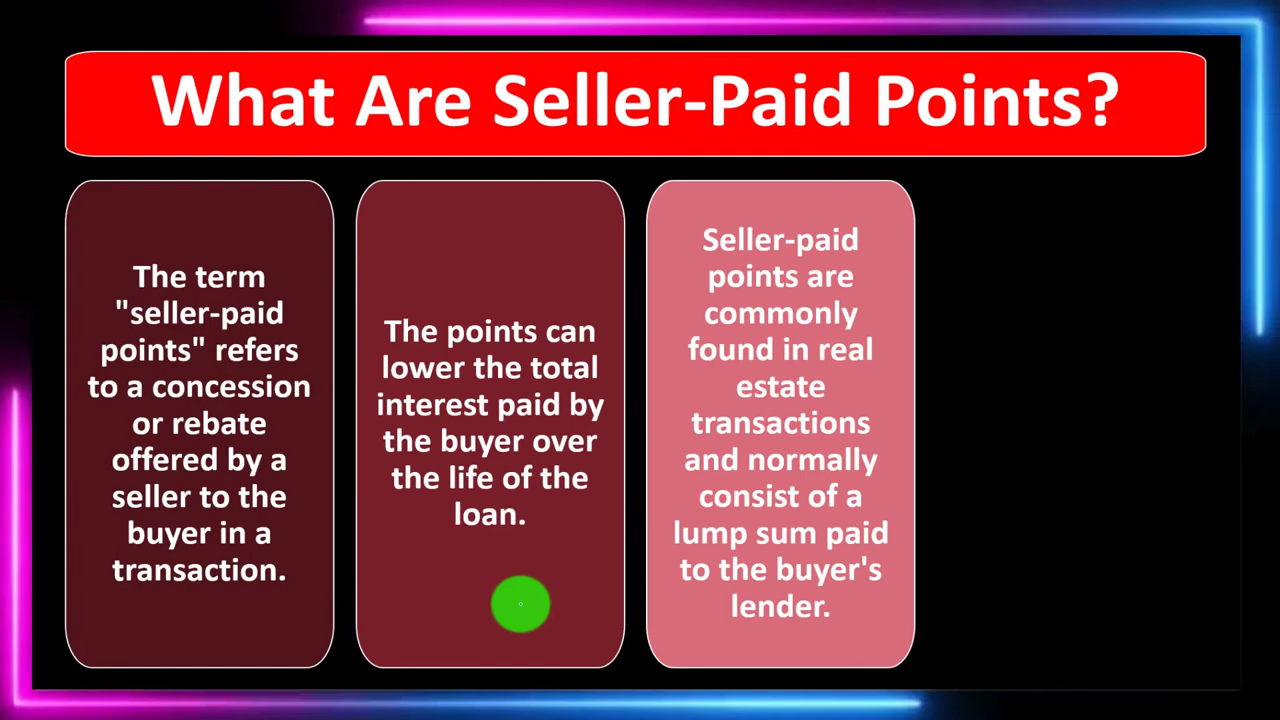 What Are Seller-Paid Points?
The term
"seller-paid
points" refers
to a concession
or rebate
offered by a
seller to the
buyer in a
transaction.
The points can
lower the total
interest paid by
the buyer over
the life of the
loan.
Seller-paid
points are
commonly
found in real
estate
transactions
and normally
consist of a
lump sum paid
to the buyer's
lender.